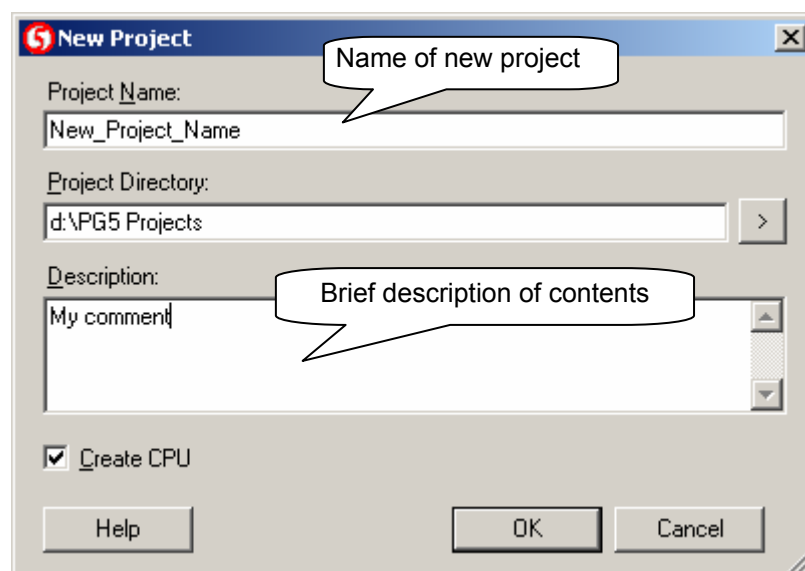 New Project
Name of new project
Project Name:
New_Project_Name
Project Directory:
d:\PG5 Projects
>
Description:
Brief description of contents
My comment
Create CPU
Help
OK
Cancel